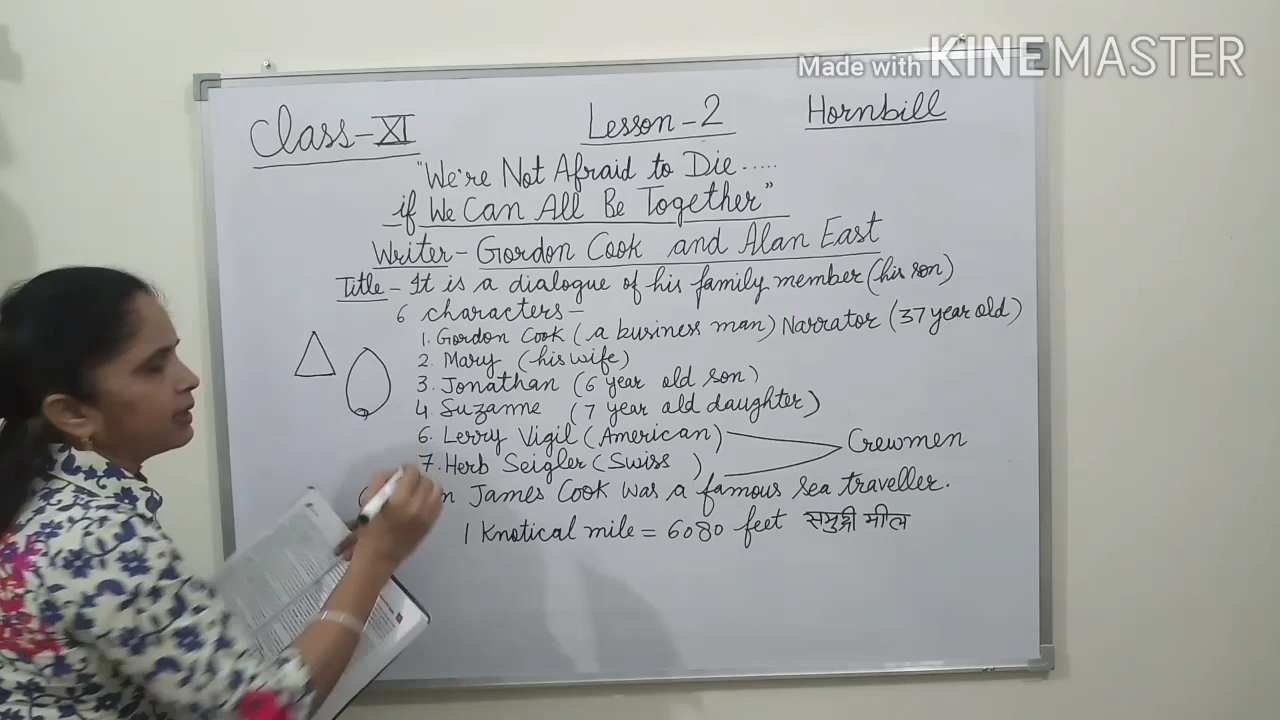 Made with KINEMASTER
Class-XI Lesson-2 Hornbill
"We're Not Afraid to Die.....
if We Can All Be Together"
Writer- Gordon Cook and Alan East
Title- It is a dialogue of his family member (his son)
6 characters-
1. Gordon Cook (a business man) Narrator (37 year old)
2. Mary (his wife)
3. Jonathan (6 year old son)
4. Suzanne (7 year old daughter)
6. Lerry Vigil (American)
7. Herb Seigler (Swiss ) Crewmen
James Cook was a famous sea traveller.
1 Knotical mile = 6080 feet समुद्री मील